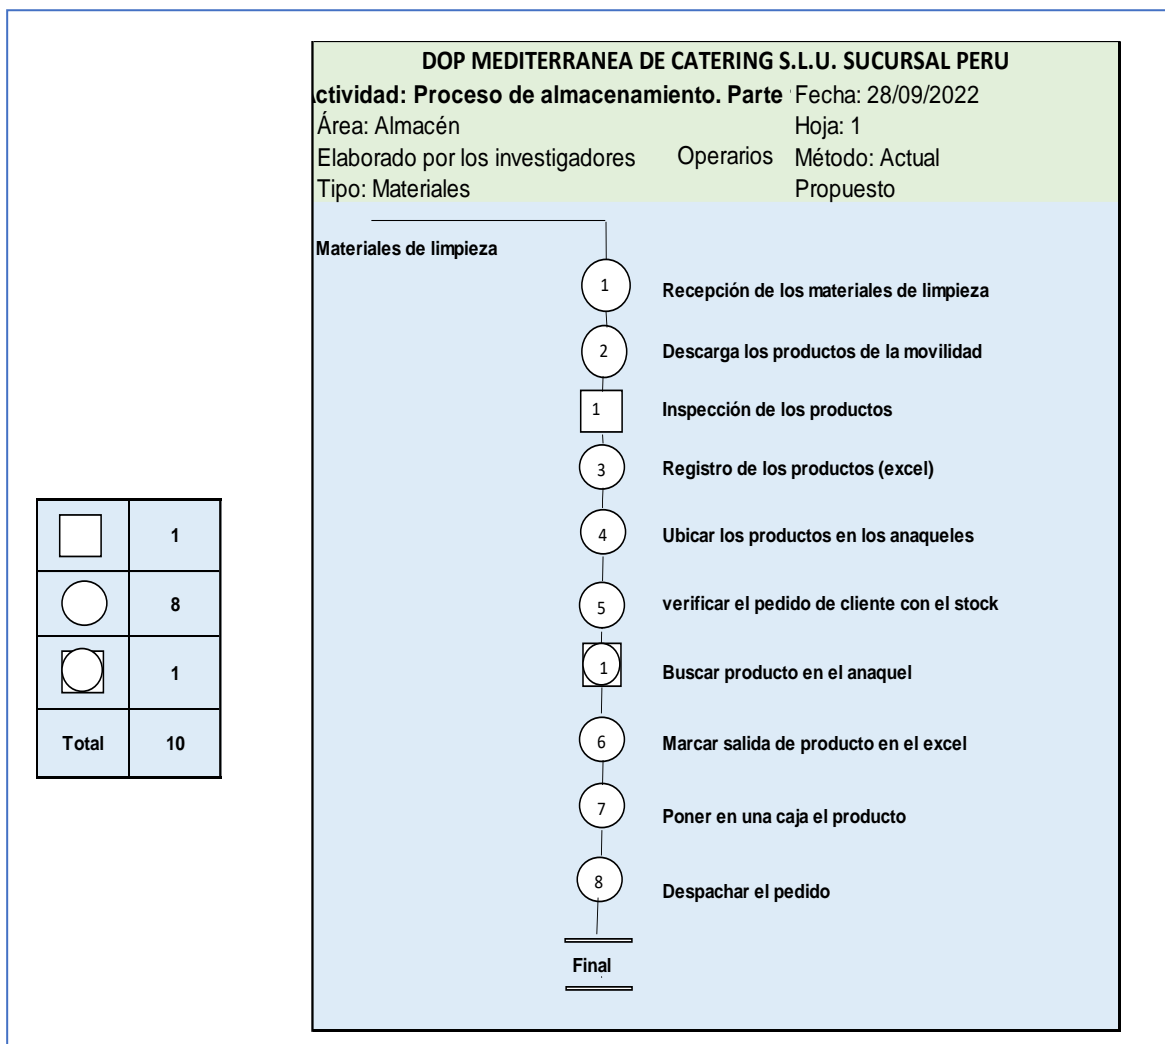 DOP MEDITERRANEA DE CATERING S.L.U. SUCURSAL PERU
ctividad: Proceso de almacenamiento. Parte Fecha: 28/09/2022
Área: Almacén Hoja: 1
Elaborado por los investigadores Operarios Método: Actual
Tipo: Materiales Propuesto
Materiales de limpieza
1 Recepción de los materiales de limpieza
2 Descarga los productos de la movilidad
1 Inspección de los productos
3 Registro de los productos (excel)
4 Ubicar los productos en los anaqueles
5 verificar el pedido de cliente con el stock
1 Buscar producto en el anaquel
6 Marcar salida de producto en el excel
7 Poner en una caja el producto
8 Despachar el pedido
Final
1
8
1
Total 10